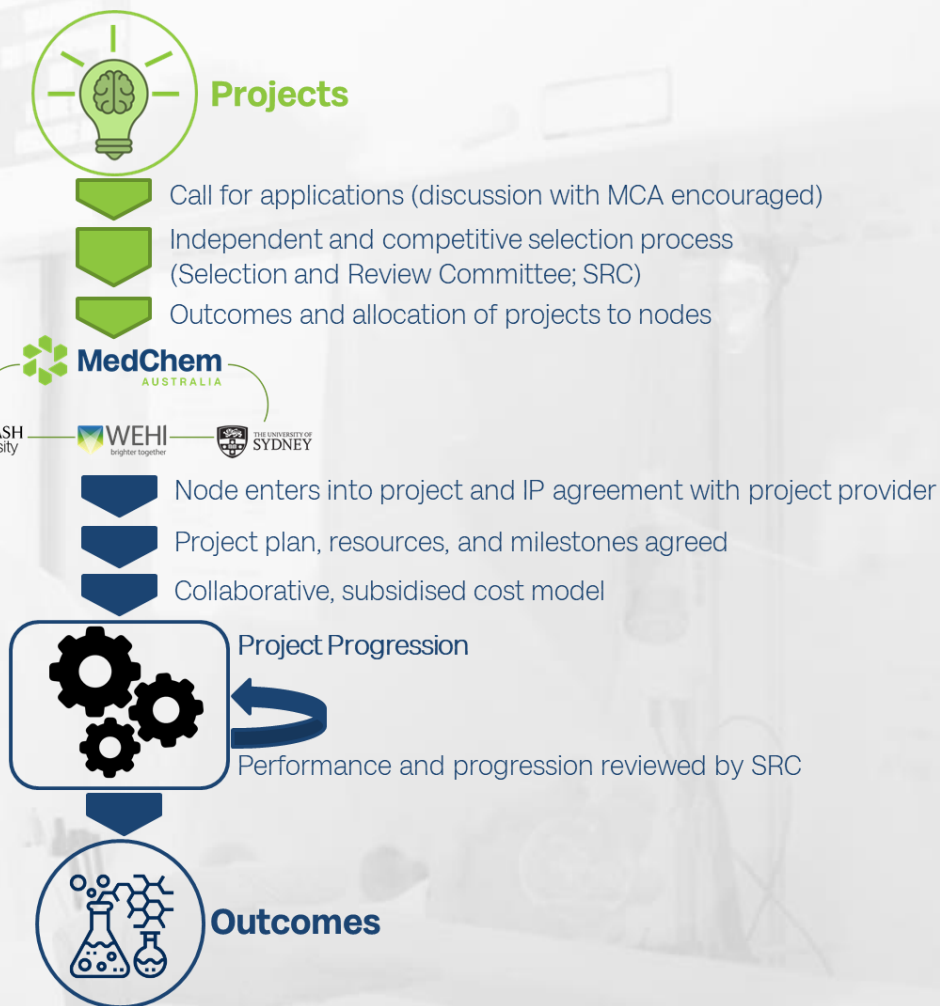 Projects
Call for applications (discussion with MCA encouraged)
Independent and competitive selection process
(Selection and Review Committee; SRC)
Outcomes and allocation of projects to nodes
MedChem
AUSTRALIA
WEHI
brighter together
THE UNIVERSITY OF
SYDNEY
Node enters into project and IP agreement with project provider
Project plan, resources, and milestones agreed
Collaborative, subsidised cost model
Project Progression
Performance and progression reviewed by SRC
Outcomes